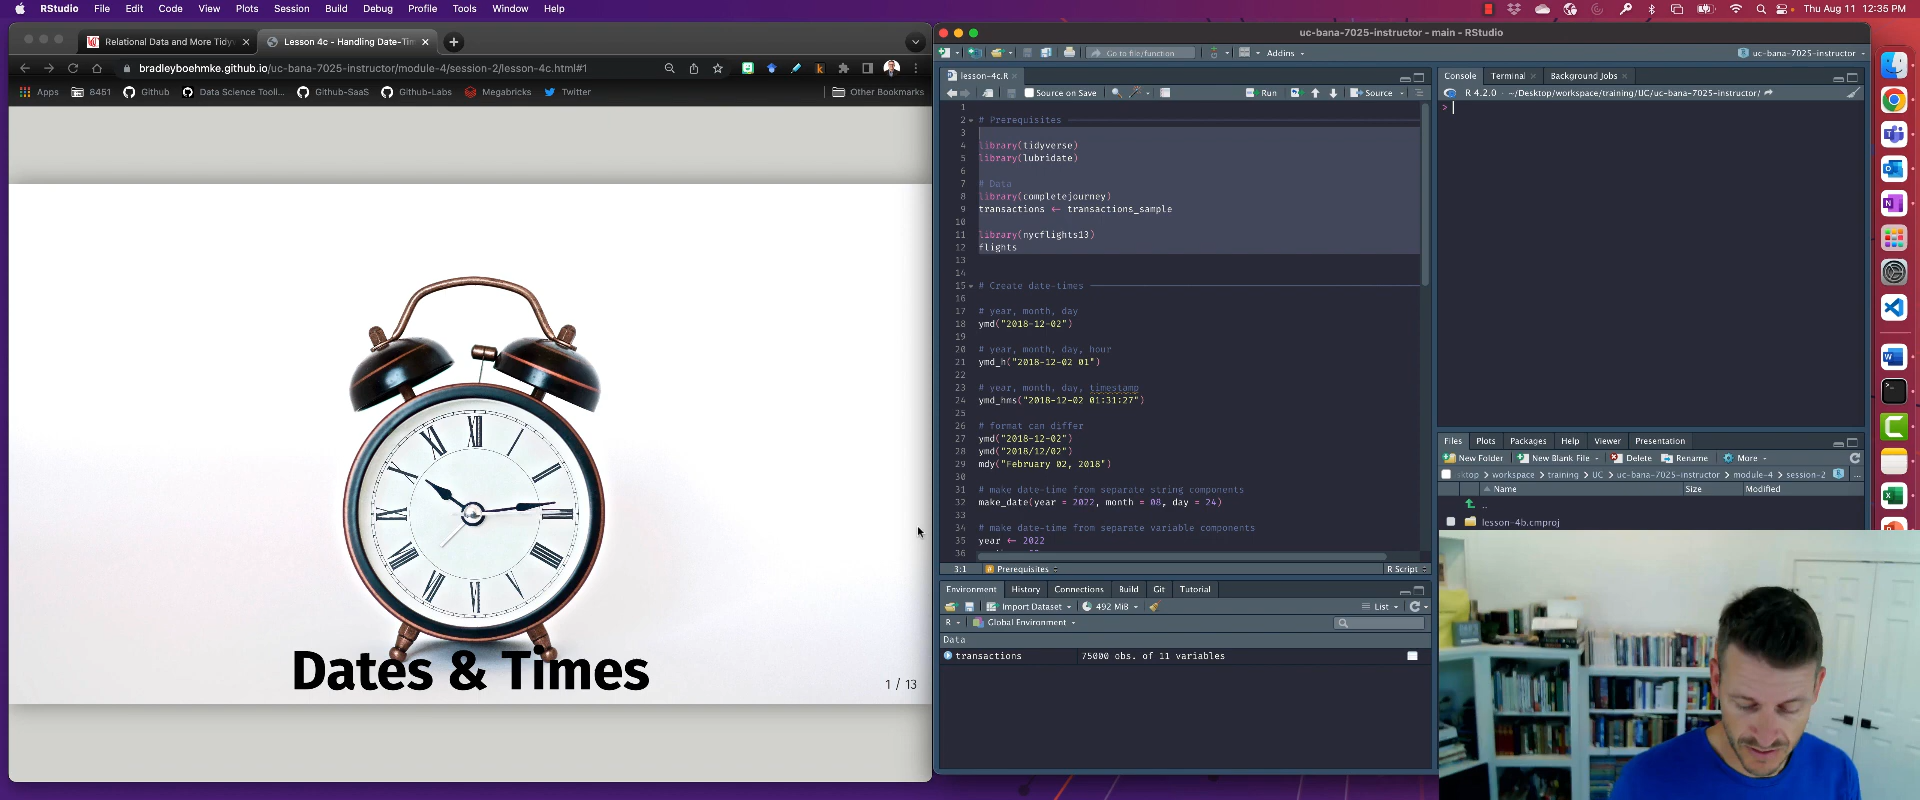 RStudio File Edit Code View Plots Session Build Debug Profile Tools Window Help
Thu Aug 11 12:35 PM
Relational Data and More Tidyv
Lesson 4c - Handling Date-Tim
bradleyboehmke.github.io/uc-bana-7025-instructor/module-4/session-2/lesson-4c.html#1
Apps 8451 Github Data Science Tooli... Github-SaaS Github-Labs Megabricks Twitter Other Bookmarks
Dates & Times
1 / 13
uc-bana-7025-instructor - main - RStudio
Go to file/function Addins uc-bana-7025-instructor
lesson-4c.R
Source on Save Run Source
1
2 # Prerequisites
3
4 library(tidyverse)
5 library(lubridate)
6
7 # Data
8 library(completejourney)
9 transactions ← transactions_sample
10
11 library(nycflights13)
12 flights
13
14
15 # Create date-times
16
17 # year, month, day
18 ymd("2018-12-02")
19
20 # year, month, day, hour
21 ymd_h("2018-12-02 01")
22
23 # year, month, day, timestamp
24 ymd_hms("2018-12-02 01:31:27")
25
26 # format can differ
27 ymd("2018-12-02")
28 ymd("2018/12/02")
29 mdy("February 02, 2018")
30
31 # make date-time from separate string components
32 make_date(year = 2022, month = 08, day = 24)
33
34 # make date-time from separate variable components
35 year ← 2022
36
3:1 Prerequisites R Script
Environment History Connections Build Git Tutorial
Import Dataset 492 MiB List
R Global Environment
Data
transactions 75000 obs. of 11 variables
Console Terminal Background Jobs
R 4.2.0 · ~/Desktop/workspace/training/UC/uc-bana-7025-instructor/
>
Files Plots Packages Help Viewer Presentation
New Folder New Blank File Delete Rename More
ktop workspace training UC uc-bana-7025-instructor module-4 session-2
Name Size Modified
..
lesson-4b.cmproj